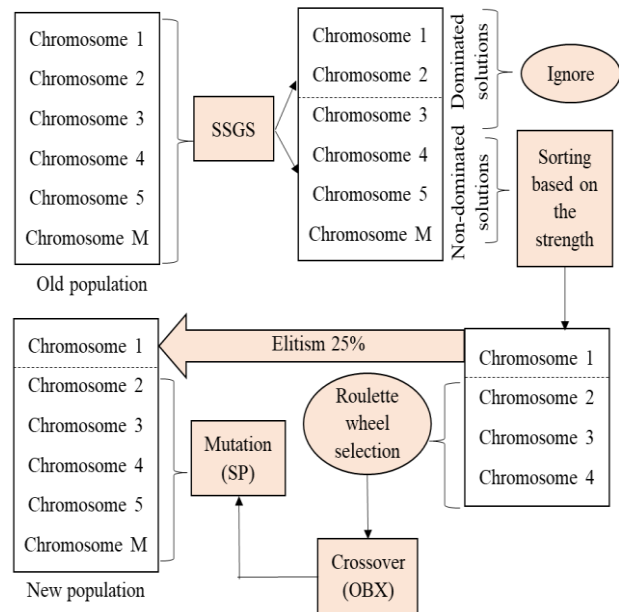 Chromosome 1
Chromosome 2
Chromosome 3
Chromosome 4
Chromosome 5
Chromosome M
Old population
SSGS
Chromosome 1
Chromosome 2
Chromosome 3
Chromosome 4
Chromosome 5
Chromosome M
Dominated
solutions
Non-dominated
solutions
Ignore
Sorting
based on
the
strength
Elitism 25%
Chromosome 1
Chromosome 2
Chromosome 3
Chromosome 4
Roulette
wheel
selection
Crossover
(OBX)
Mutation
(SP)
Chromosome 1
Chromosome 2
Chromosome 3
Chromosome 4
Chromosome 5
Chromosome M
New population